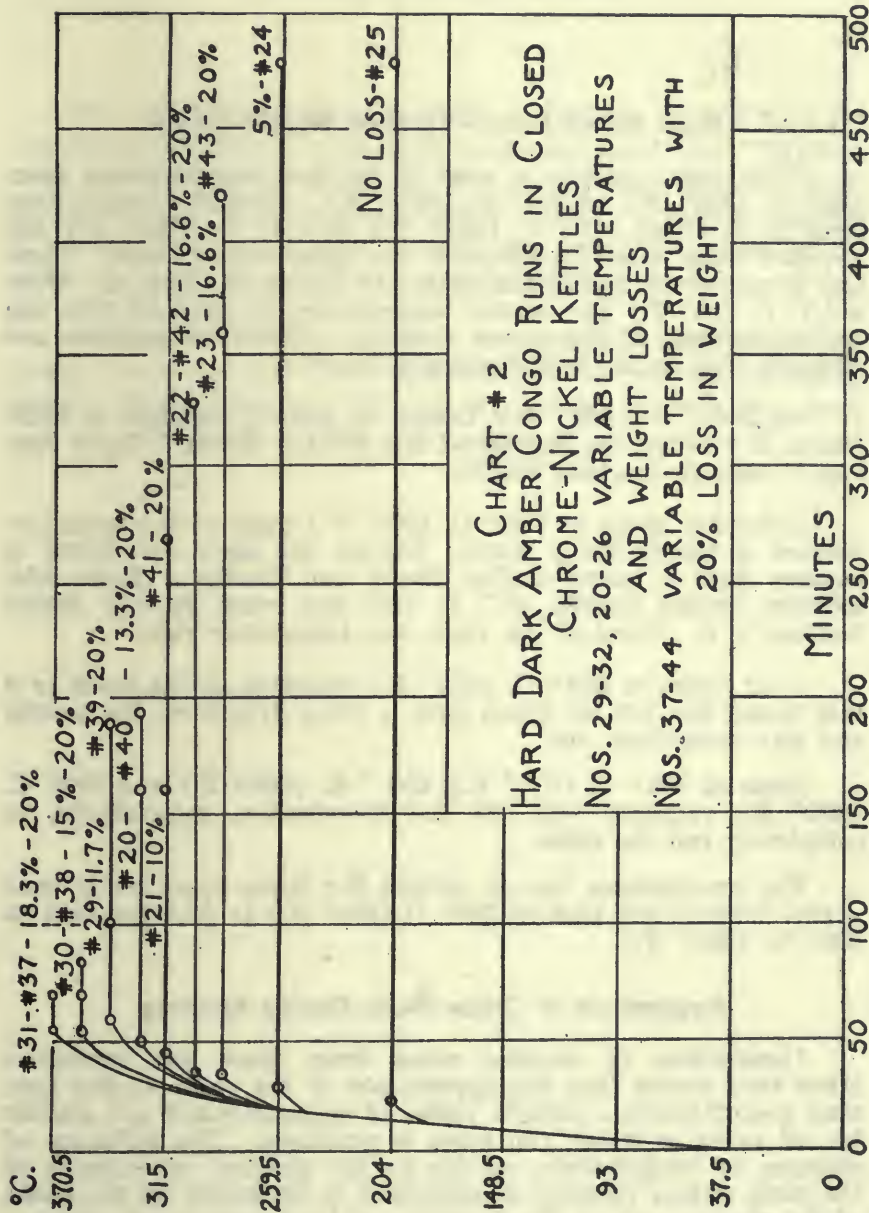 °C.
370.5
315
259.5
204
148.5
93
37.5
0
#31-#37-18.3%-20%
#30-#38-15%-20%
#29-11.7% #39-20%
#20-#40 - 13.3%-20%
#21-10%
#41-20%
#22-#42-16.6%-20%
#23-16.6% #43-20%
5%-#24
NO LOSS-#25
CHART #2
HARD DARK AMBER CONGO RUNS IN CLOSED
CHROME-NICKEL KETTLES
NOS. 29-32, 20-26 VARIABLE TEMPERATURES
AND WEIGHT LOSSES
NOS. 37-44 VARIABLE TEMPERATURES WITH
20% LOSS IN WEIGHT
MINUTES
0 50 100 150 200 250 300 350 400 450 500